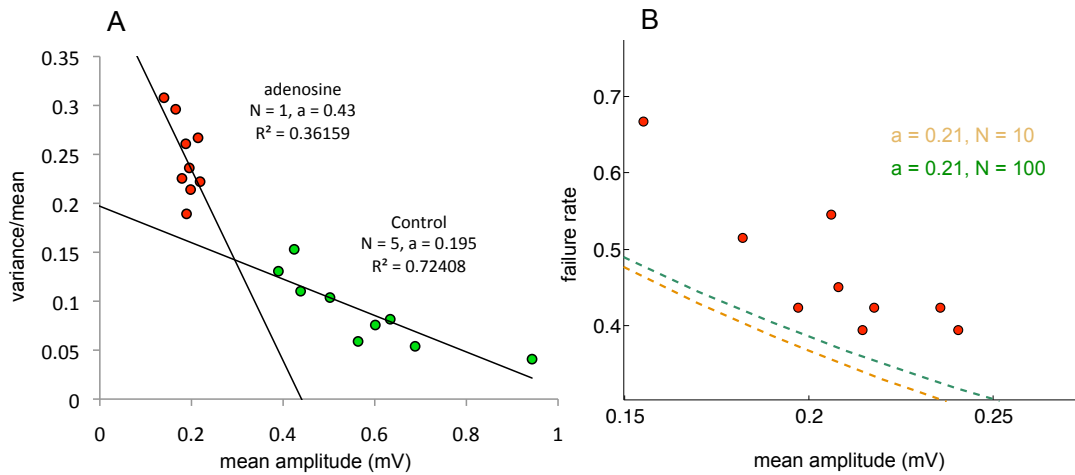 A
0.35
0.3
0.25
0.2
0.15
0.1
0.05
0
variance/mean
adenosine
N = 1, a = 0.43
R² = 0.36159
Control
N = 5, a = 0.195
R² = 0.72408
0 0.2 0.4 0.6 0.8 1
mean amplitude (mV)
B
0.7
0.6
0.5
0.4
failure rate
a = 0.21, N = 10
a = 0.21, N = 100
0.15 0.2 0.25
mean amplitude (mV)